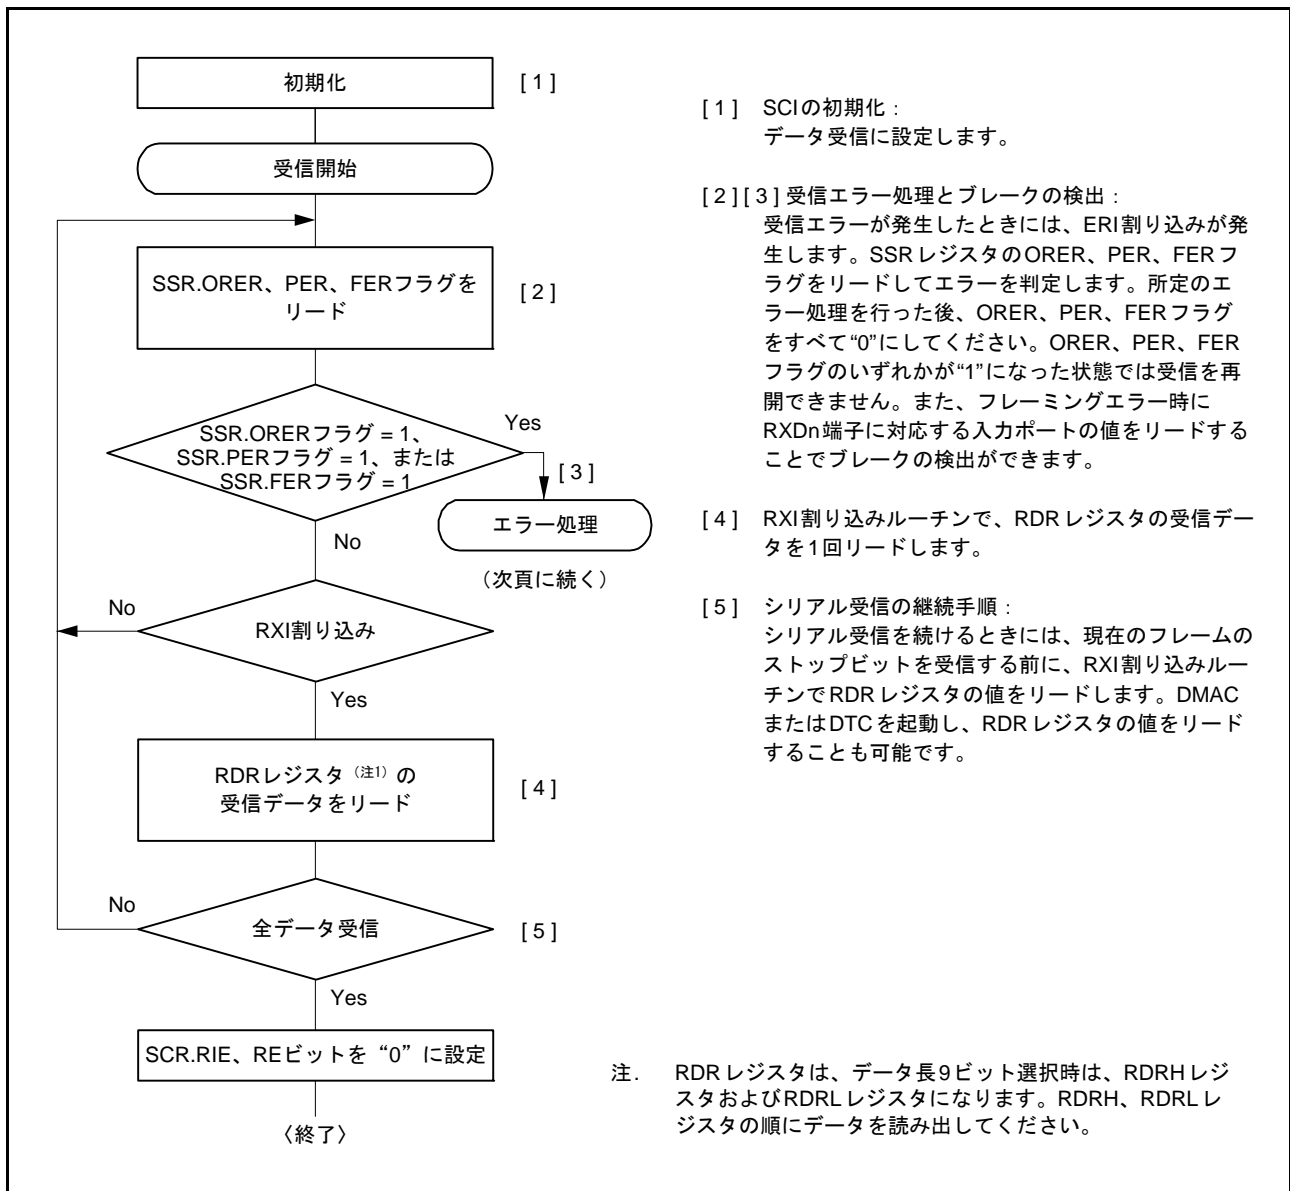 初期化
[ 1 ]
受信開始
SSR.ORER、PER、FERフラグを
リード
[ 2 ]
SSR.ORERフラグ = 1、
SSR.PERフラグ = 1、または
SSR.FERフラグ = 1
Yes
[ 3 ]
エラー処理
（次頁に続く）
No
RXI割り込み
No
Yes
RDRレジスタ（注1）の
受信データをリード
[ 4 ]
全データ受信
No
[ 5 ]
Yes
SCR.RIE、REビットを“0”に設定
〈終了〉
[ 1 ] SCIの初期化：
データ受信に設定します。
[ 2 ] [ 3 ] 受信エラー処理とブレークの検出：
受信エラーが発生したときには、ERI割り込みが発
生します。SSRレジスタのORER、PER、FERフ
ラグをリードしてエラーを判定します。所定のエ
ラー処理を行った後、ORER、PER、FERフラグ
をすべて“0”にしてください。ORER、PER、FER
フラグのいずれかが“1”になった状態では受信を再
開できません。また、フレーミングエラー時に
RXDn端子に対応する入力ポートの値をリードする
ことでブレークの検出ができます。
[ 4 ] RXI割り込みルーチンで、RDRレジスタの受信デー
タを1回リードします。
[ 5 ] シリアル受信の継続手順：
シリアル受信を続けるときには、現在のフレームの
ストップビットを受信する前に、RXI割り込みルー
チンでRDRレジスタの値をリードします。DMAC
またはDTCを起動し、RDRレジスタの値をリード
することも可能です。
注. RDRレジスタは、データ長9ビット選択時は、RDRHレジ
スタおよびRDRLレジスタになります。RDRH、RDRLレ
ジスタの順にデータを読み出してください。